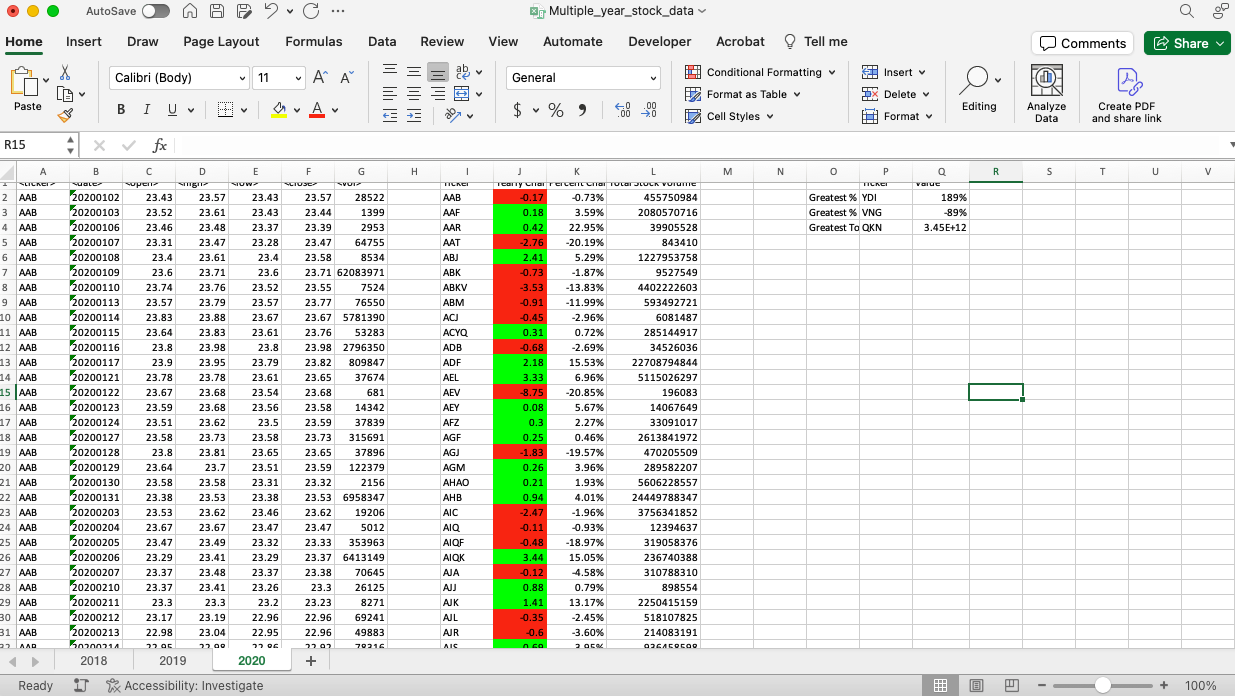 AutoSave
Multiple_year_stock_data
Home Insert Draw Page Layout Formulas Data Review View Automate Developer Acrobat Tell me Comments Share
Paste
Calibri (Body) 11 A A
B I U A
ab
General
$ % 9
.00 .00
Conditional Formatting
Format as Table
Cell Styles
Insert
Delete
Format
Editing
Analyze Data
Create PDF and share link
R15 fx
A B C D E F G H I J K L M N O P Q R S T U V
1 <ticker> <date> <open> <high> <low> <close> <vol> Ticker Yearly Char Percent Chai Total Stock Volume Ticker Value
2 AAB 20200102 23.43 23.57 23.43 23.57 28522 AAB -0.17 -0.73% 455750984 Greatest % YDI 189%
3 AAB 20200103 23.52 23.61 23.43 23.44 1399 AAF 0.18 3.59% 2080570716 Greatest % VNG -89%
4 AAB 20200106 23.46 23.48 23.37 23.39 2953 AAR 0.42 22.95% 39905528 Greatest To QKN 3.45E+12
5 AAB 20200107 23.31 23.47 23.28 23.47 64755 AAT -2.76 -20.19% 843410
6 AAB 20200108 23.4 23.61 23.4 23.58 8534 ABJ 2.41 5.29% 1227953758
7 AAB 20200109 23.6 23.71 23.6 23.71 62083971 ABK -0.73 -1.87% 9527549
8 AAB 20200110 23.74 23.76 23.52 23.55 7524 ABKV -3.53 -13.83% 4402222603
9 AAB 20200113 23.57 23.79 23.57 23.77 76550 ABM -0.91 -11.99% 593492721
10 AAB 20200114 23.83 23.88 23.67 23.67 5781390 ACJ -0.45 -2.96% 6081487
11 AAB 20200115 23.64 23.83 23.61 23.76 53283 ACYQ 0.31 0.72% 285144917
12 AAB 20200116 23.8 23.98 23.8 23.98 2796350 ADB -0.68 -2.69% 34526036
13 AAB 20200117 23.9 23.95 23.79 23.82 809847 ADF 2.18 15.53% 22708794844
14 AAB 20200121 23.78 23.78 23.61 23.65 37674 AEL 3.33 6.96% 5115026297
15 AAB 20200122 23.67 23.68 23.54 23.68 681 AEV -8.75 -20.85% 196083
16 AAB 20200123 23.59 23.68 23.56 23.58 14342 AEY 0.08 5.67% 14067649
17 AAB 20200124 23.51 23.62 23.5 23.59 37839 AFZ 0.3 2.27% 33091017
18 AAB 20200127 23.58 23.73 23.58 23.73 315691 AGF 0.25 0.46% 2613841972
19 AAB 20200128 23.8 23.81 23.65 23.65 37896 AGJ -1.83 -19.57% 470205509
20 AAB 20200129 23.64 23.7 23.51 23.59 122379 AGM 0.26 3.96% 289582207
21 AAB 20200130 23.58 23.58 23.31 23.32 2156 AHAO 0.21 1.93% 5606228557
22 AAB 20200131 23.38 23.53 23.38 23.53 6958347 AHB 0.94 4.01% 24449788347
23 AAB 20200203 23.53 23.62 23.46 23.62 19206 AIC -2.47 -1.96% 3756341852
24 AAB 20200204 23.67 23.67 23.47 23.47 5012 AIQ -0.11 -0.93% 12394637
25 AAB 20200205 23.47 23.49 23.32 23.33 353963 AIQF -0.48 -18.97% 319058376
26 AAB 20200206 23.29 23.41 23.29 23.37 6413149 AIQK 3.44 15.05% 236740388
27 AAB 20200207 23.37 23.48 23.37 23.38 70645 AJA -0.12 -4.58% 310788310
28 AAB 20200210 23.37 23.41 23.26 23.3 26125 AJJ 0.88 0.79% 898554
29 AAB 20200211 23.3 23.3 23.2 23.23 8271 AJK 1.41 13.17% 2250415159
30 AAB 20200212 23.17 23.19 22.96 22.96 69241 AJL -0.35 -2.45% 518107825
31 AAB 20200213 22.98 23.04 22.95 22.96 49883 AJR -0.6 -3.60% 214083191
32 AAB 20200214 22.95 22.98 22.86 22.92 78316 AJS 0.69 3.95% 936458598
2018 2019 2020 +
Ready Accessibility: Investigate 100%